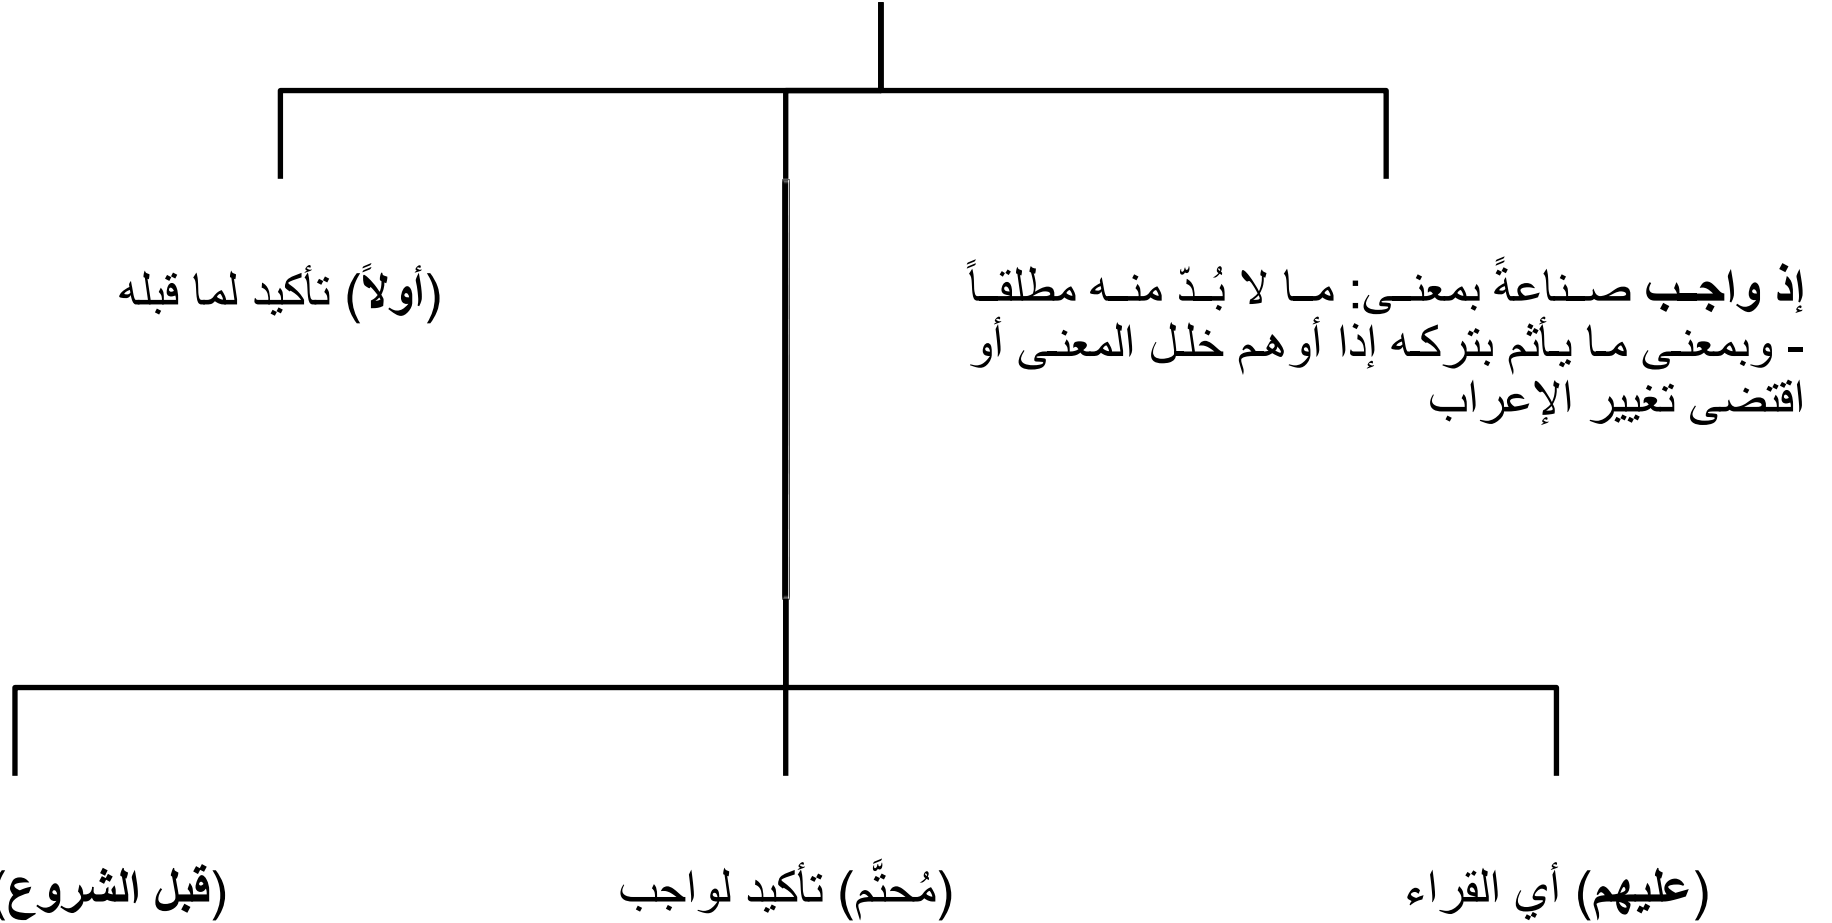 إذ واجب صناعةً بمعنى: ما لا بُدّ منه مطلقاً
- وبمعنى ما يأثم بتركه إذا أوهم خلل المعنى أو
اقتضى تغيير الإعراب
(أولاً) تأكيد لما قبله
(عليهم) أي القراء
(مُحتَّم) تأكيد لواجب
(قبل الشروع)